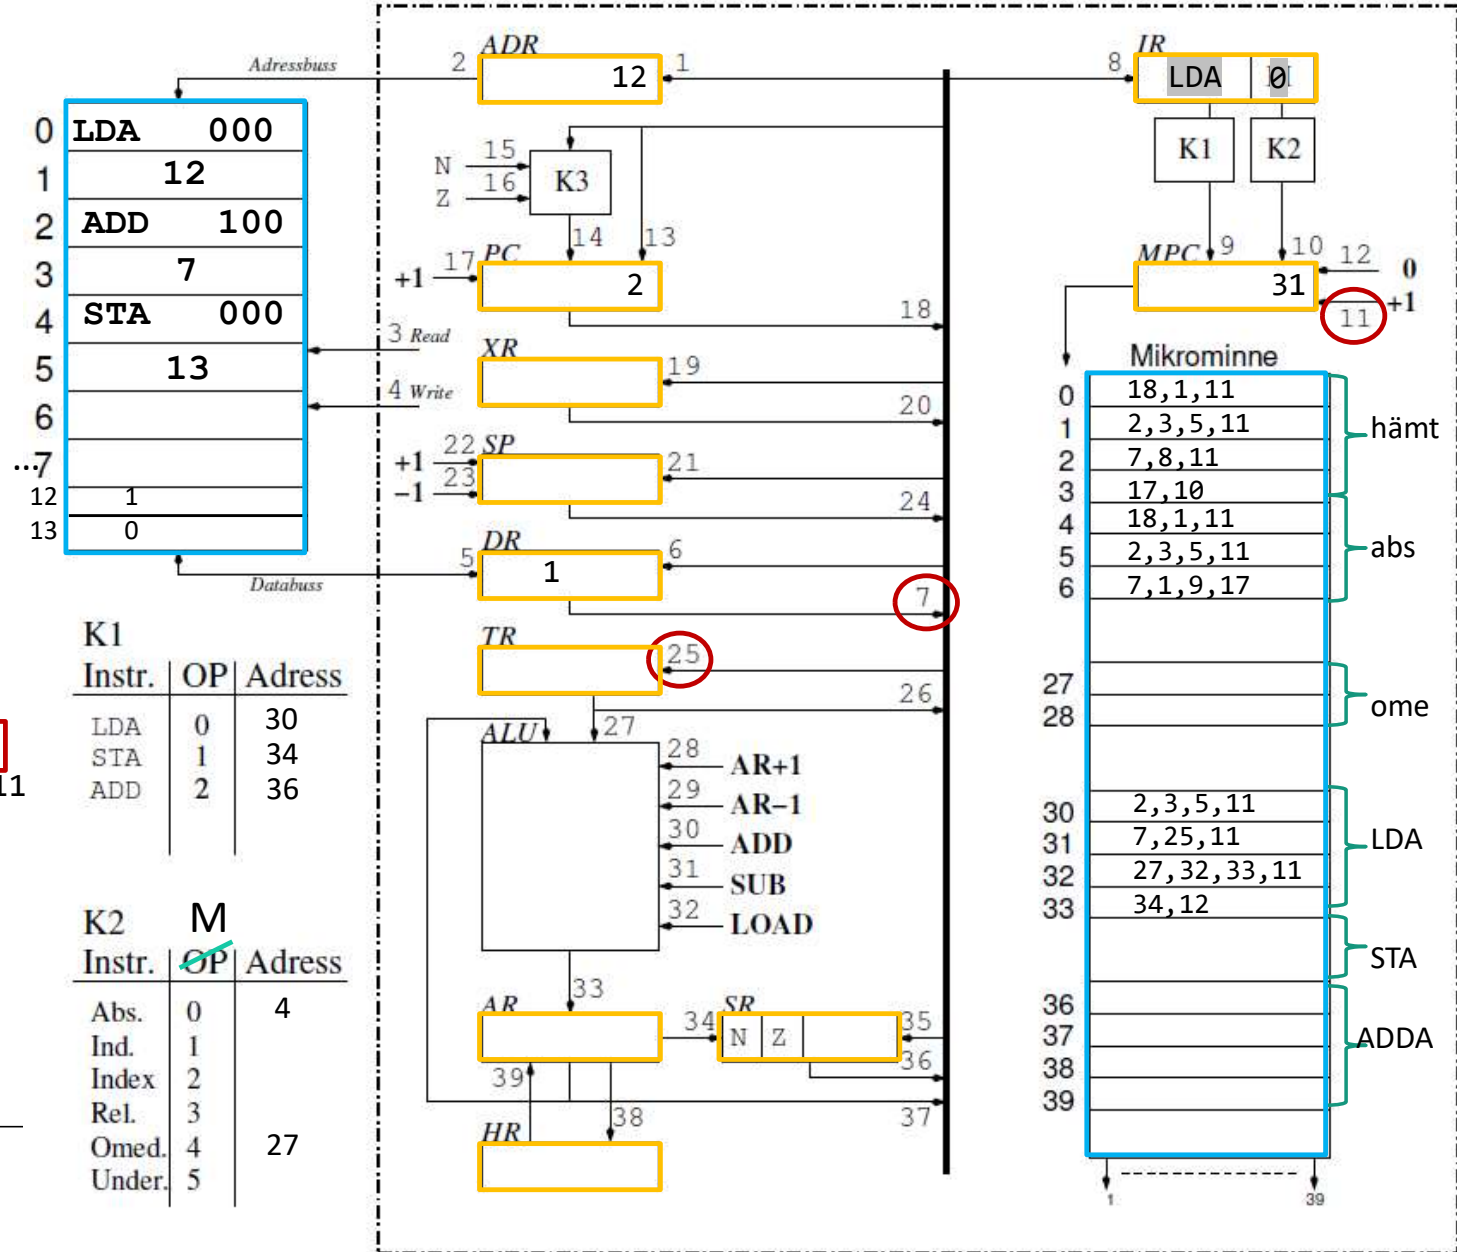 ADR
IR
Adressbuss
2
12
1
8
LDA 0
0 LDA 000
1 12
2 ADD 100
3 7
4 STA 000
5 13
6
...7
12 1
13 0
N 15
Z 16
K3
14
13
K1
K2
9
10
12 0
11 +1
PC
+1 17
2
18
MPC
31
3 Read
4 Write
XR
19
20
+1 22
-1 23
SP
21
24
DR
5
1
6
7
Databuss
TR
25
26
27
ALU
28 AR+1
29 AR-1
30 ADD
31 SUB
32 LOAD
33
AR
34
SR
N Z
35
36
37
39
38
HR
Mikrominne
0 18,1,11
1 2,3,5,11
2 7,8,11
3 17,10
hämt
4 18,1,11
5 2,3,5,11
6 7,1,9,17
abs
27
28
ome
30 2,3,5,11
31 7,25,11
32 27,32,33,11
33 34,12
LDA
STA
36
37
38
39
ADDA
1
39
K1
Instr. OP Adress
LDA 0 30
STA 1 34
ADD 2 36
11
K2 M
Instr. OP Adress
Abs. 0 4
Ind. 1
Index 2
Rel. 3
Omed. 4 27
Under. 5